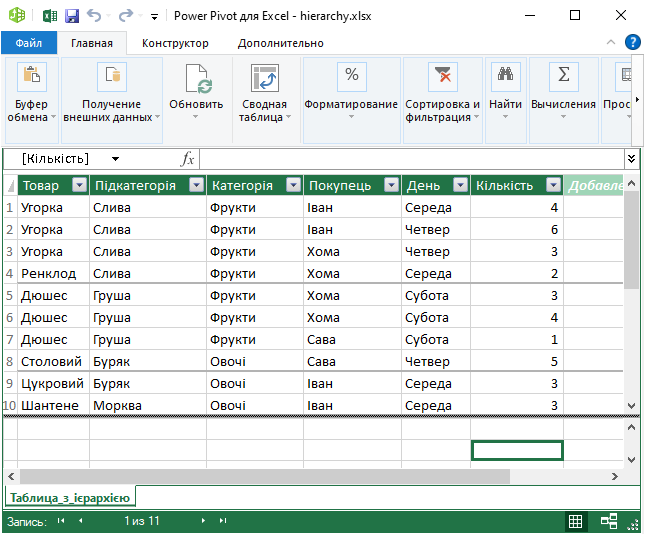 Power Pivot для Excel - hierarchy.xlsx
Файл Главная Конструктор Дополнительно
Буфер обмена Получение внешних данных Обновить Сводная таблица Форматирование Сортировка и фильтрация Найти Вычисления Прос
[Кількість] fx
Товар Підкатегорія Категорія Покупець День Кількість Добавле
1 Угорка Слива Фрукти Іван Середа 4
2 Угорка Слива Фрукти Іван Четвер 6
3 Угорка Слива Фрукти Хома Четвер 3
4 Ренклод Слива Фрукти Хома Середа 2
5 Дюшес Груша Фрукти Хома Субота 3
6 Дюшес Груша Фрукти Хома Субота 4
7 Дюшес Груша Фрукти Сава Субота 1
8 Столовий Буряк Овочі Сава Четвер 5
9 Цукровий Буряк Овочі Іван Середа 3
10 Шантене Морква Овочі Іван Середа 3
Таблица_з_ієрархією
Запись: 1 из 11